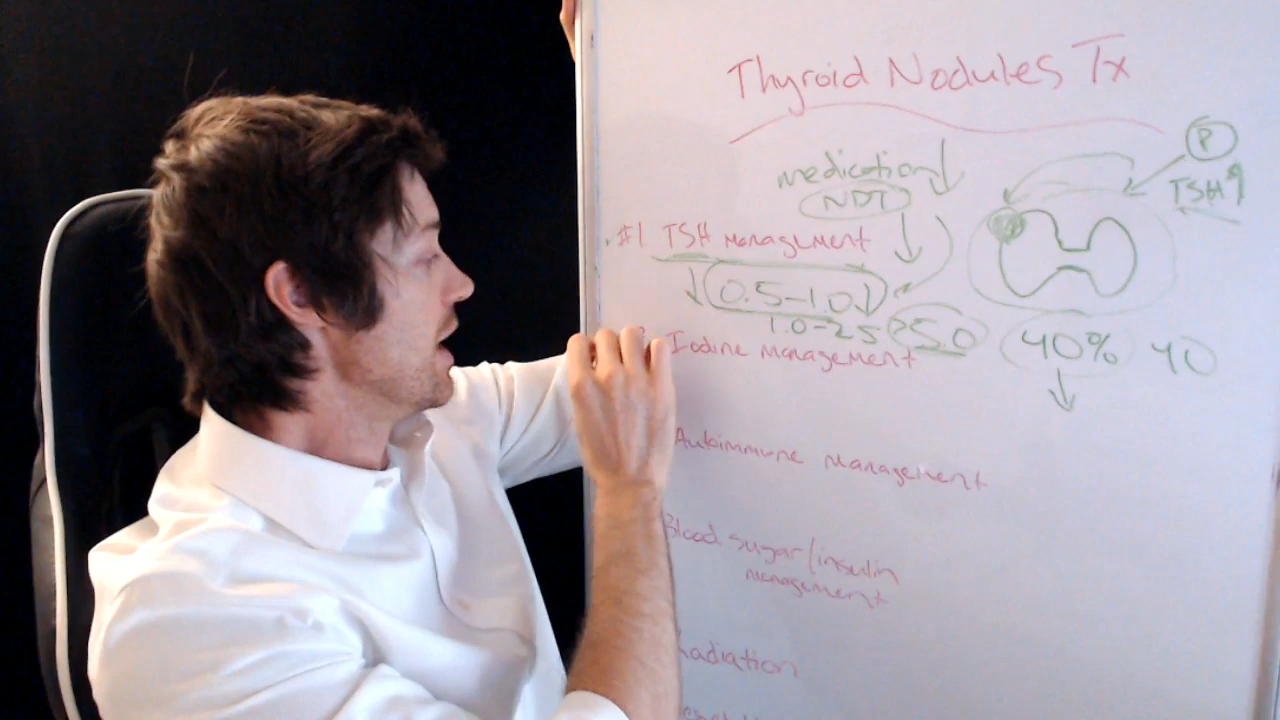 Thyroid Nodules Tx
P
medication ↓
TSH ↑
NDT
#1 TSH management
↓ 0.5-1.0 ↓
1.0-2.5 >5.0 40% 40
Iodine management
Autoimmune management
Blood sugar/insulin
management
Radiation